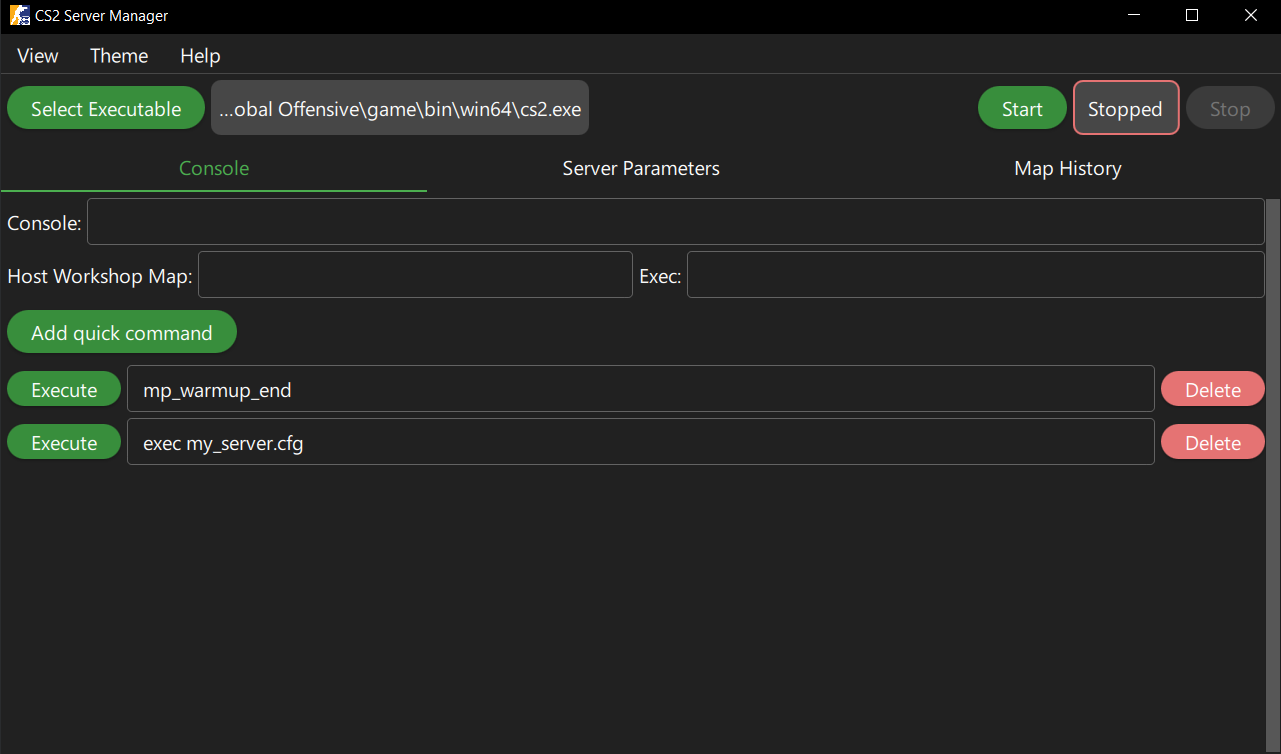 CS2 Server Manager
View Theme Help
Select Executable ...obal Offensive\game\bin\win64\cs2.exe Start Stopped Stop
Console Server Parameters Map History
Console:
Host Workshop Map: Exec:
Add quick command
Execute mp_warmup_end Delete
Execute exec my_server.cfg Delete